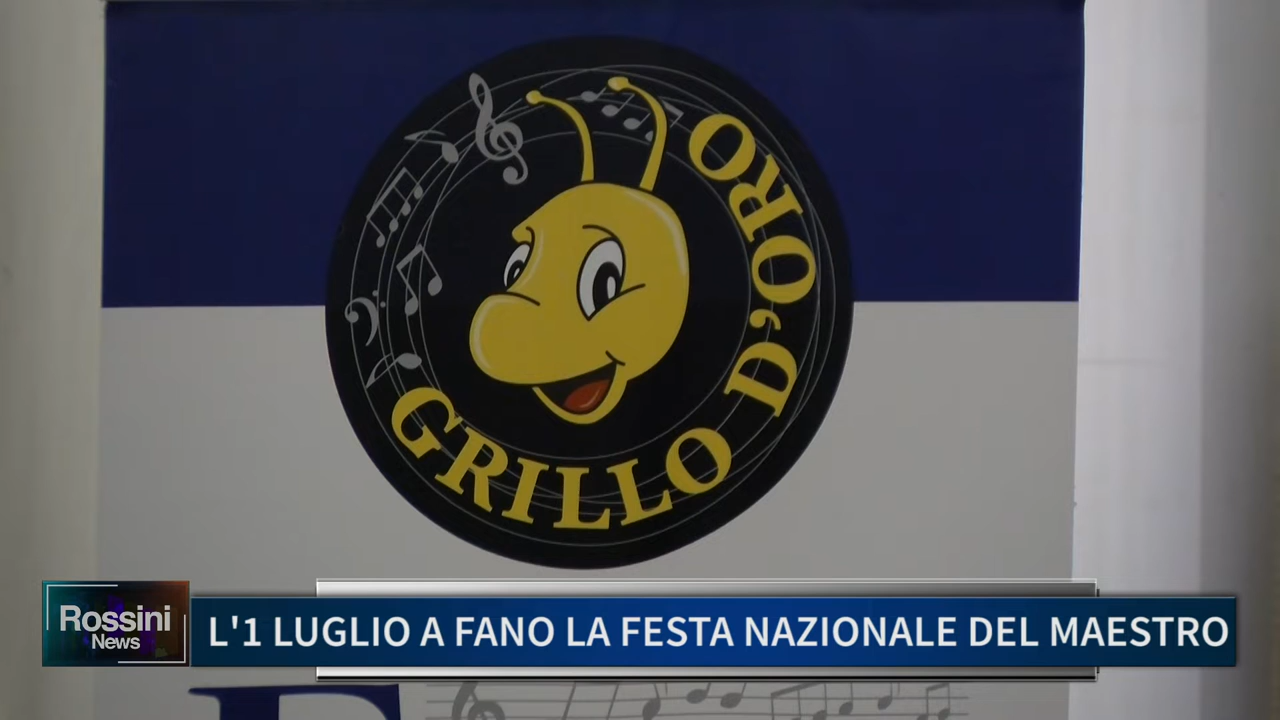 GRILLO D'ORO
Rossini
News
L'1 LUGLIO A FANO LA FESTA NAZIONALE DEL MAESTRO